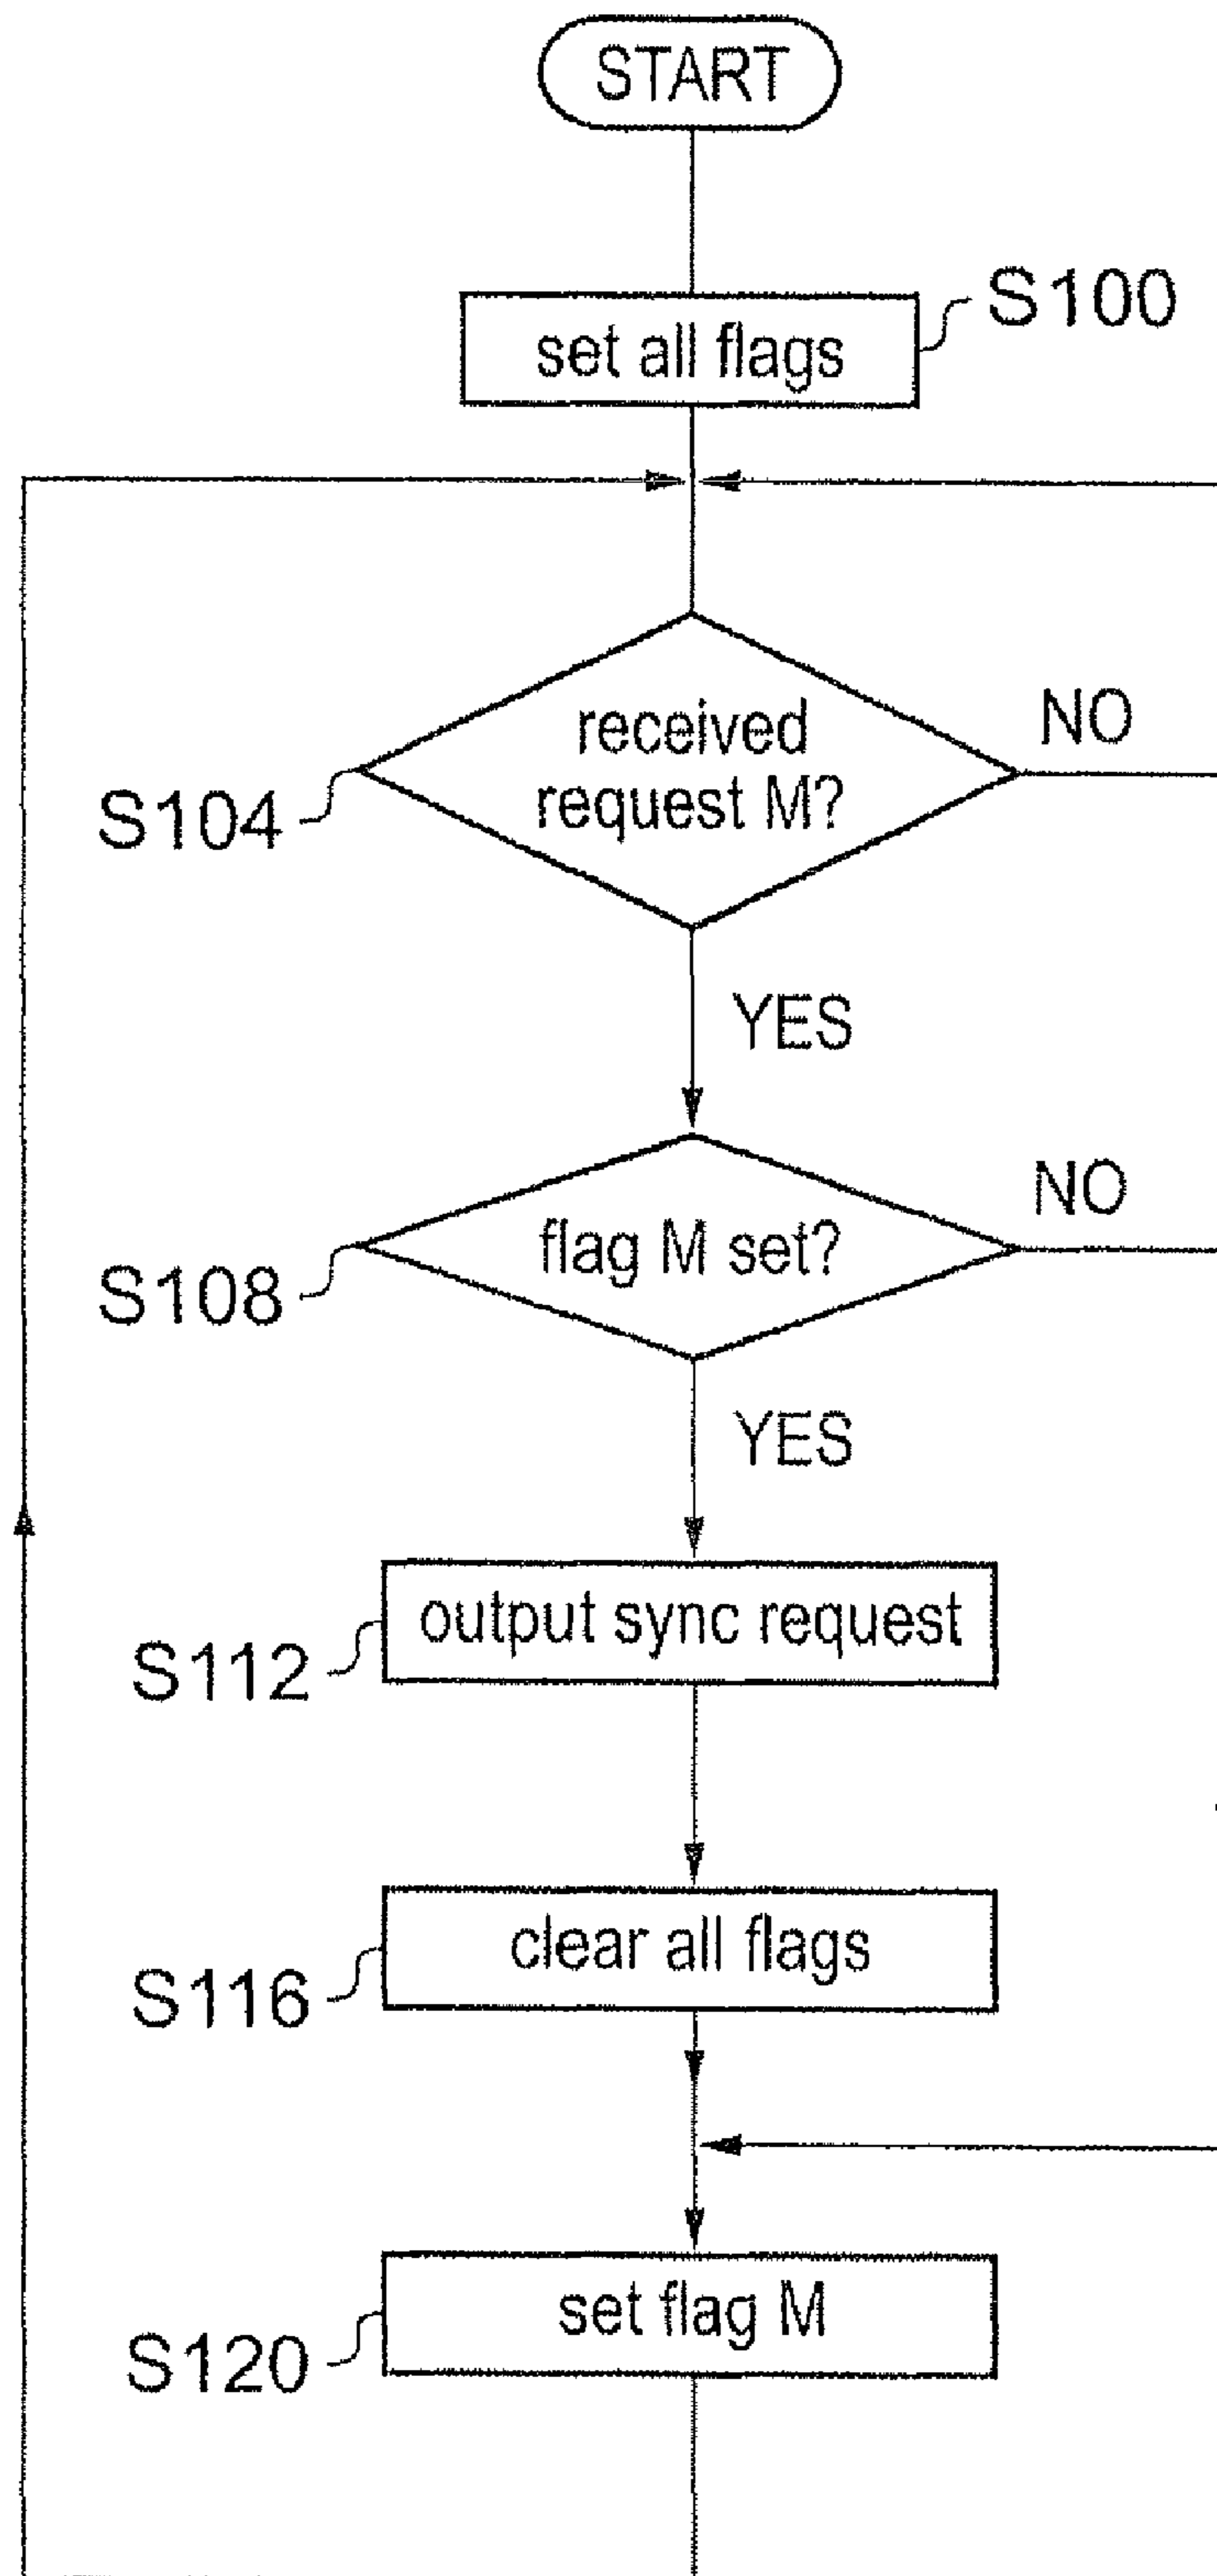 START
set all flags
S100
received
request M?
NO
S104
YES
flag M set?
NO
S108
YES
output sync request
S112
clear all flags
S116
set flag M
S120